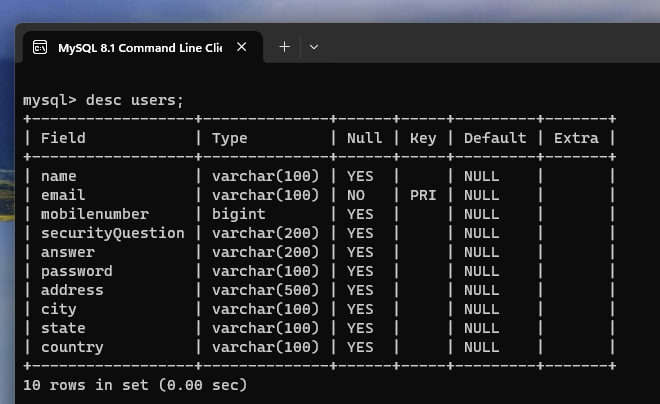 MySQL 8.1 Command Line Clie
mysql> desc users;
+------------------+--------------+------+-----+---------+-------+
| Field            | Type         | Null | Key | Default | Extra |
+------------------+--------------+------+-----+---------+-------+
| name             | varchar(100) | YES  |     | NULL    |       |
| email            | varchar(100) | NO   | PRI | NULL    |       |
| mobilenumber     | bigint       | YES  |     | NULL    |       |
| securityQuestion | varchar(200) | YES  |     | NULL    |       |
| answer           | varchar(200) | YES  |     | NULL    |       |
| password         | varchar(100) | YES  |     | NULL    |       |
| address          | varchar(500) | YES  |     | NULL    |       |
| city             | varchar(100) | YES  |     | NULL    |       |
| state            | varchar(100) | YES  |     | NULL    |       |
| country          | varchar(100) | YES  |     | NULL    |       |
+------------------+--------------+------+-----+---------+-------+
10 rows in set (0.00 sec)